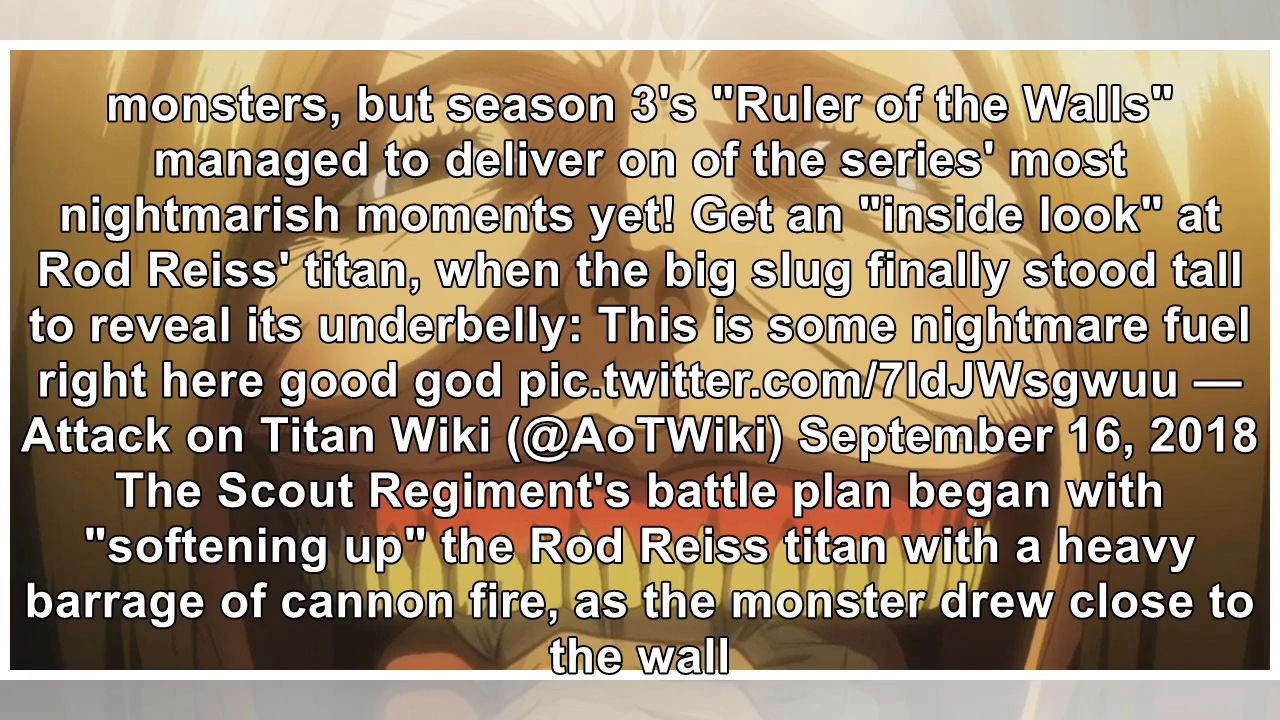 monsters, but season 3's "Ruler of the Walls"
managed to deliver on of the series' most
nightmarish moments yet! Get an "inside look" at
Rod Reiss' titan, when the big slug finally stood tall
to reveal its underbelly: This is some nightmare fuel
right here good god pic.twitter.com/7ldJWsgwuu —
Attack on Titan Wiki (@AoTWiki) September 16, 2018
The Scout Regiment's battle plan began with
"softening up" the Rod Reiss titan with a heavy
barrage of cannon fire, as the monster drew close to
the wall